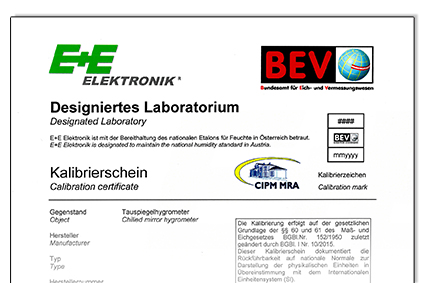 E+E
ELEKTRONIK®
BEV
Bundesamt für Eich- und Vermessungswesen
Designiertes Laboratorium
Designated Laboratory
E+E Elektronik ist mit der Bereithaltung des nationalen Etalons für Feuchte in Österreich betraut.
E+E Elektronik is designated to maintain the national humidity standard in Austria.
####
BEV
mmyyyy
Kalibrierschein
Calibration certificate
CIPM MRA
Kalibrierzeichen
Calibration mark
Gegenstand
Object
Tauspiegelhygrometer
Chilled mirror hygrometer
Hersteller
Manufacturer
Typ
Type
Herstellernummer
Die Kalibrierung erfolgt auf der gesetzlichen
Grundlage der §§ 60 und 61 des Maß- und
Eichgesetzes BGBl.Nr. 152/1950 zuletzt
geändert durch BGBl. I Nr. 10/2015.
Dieser Kalibrierschein dokumentiert die
Rückführbarkeit auf nationale Normale zur
Darstellung der physikalischen Einheiten in
Übereinstimmung mit dem Internationalen
Einheitensystem (SI).